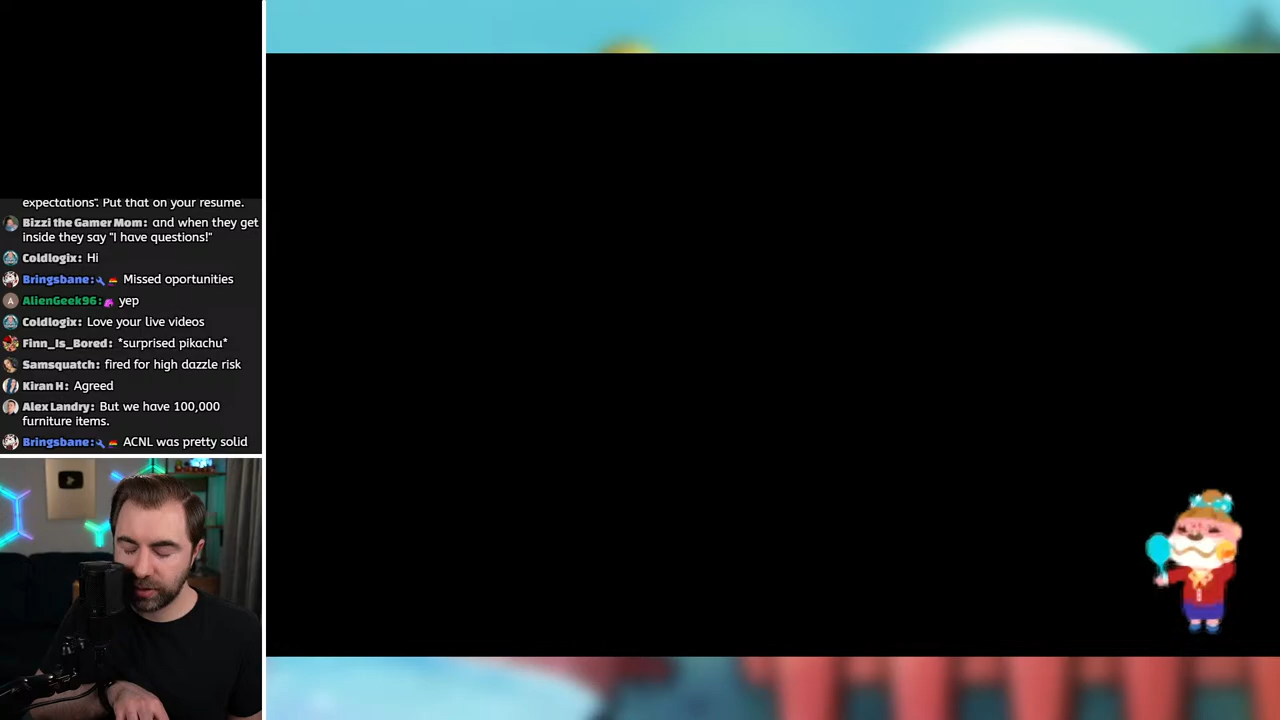 expectations". Put that on your resume.
Bizzi the Gamer Mom: and when they get
inside they say "I have questions!"
Coldlogix: Hi
Bringsbane: Missed oportunities
A AlienGeek96: yep
Coldlogix: Love your live videos
Finn_Is_Bored: *surprised pikachu*
Samsquatch: fired for high dazzle risk
Kiran H: Agreed
Alex Landry: But we have 100,000
furniture items.
Bringsbane: ACNL was pretty solid